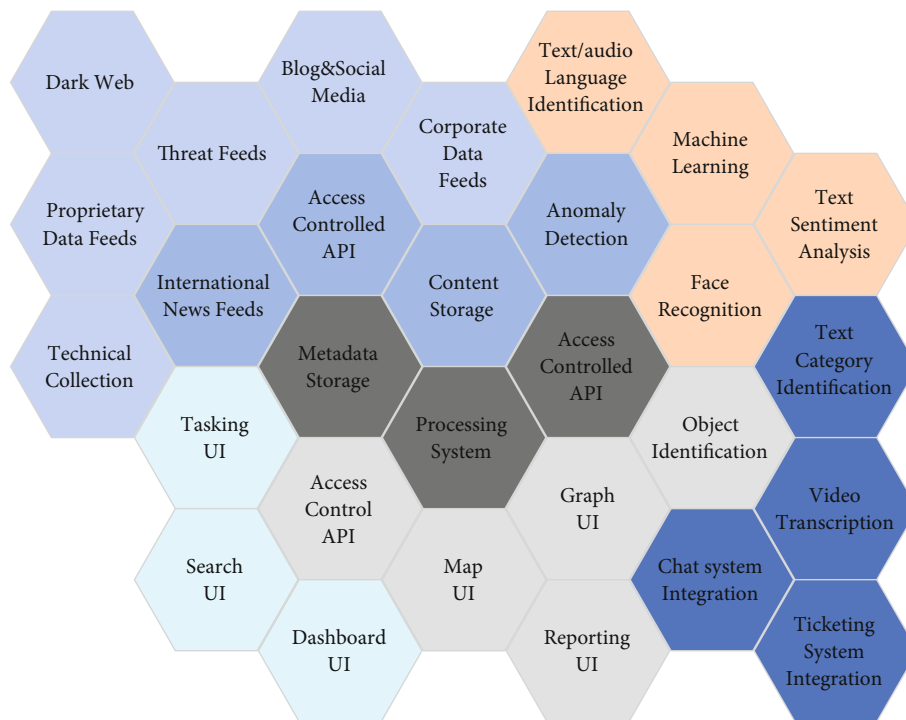 Dark Web
Blog&Social
Media
Text/audio
Language
Identification
Threat Feeds
Corporate
Data
Feeds
Machine
Learning
Proprietary
Data Feeds
Access
Controlled
API
Anomaly
Detection
Text
Sentiment
Analysis
International
News Feeds
Content
Storage
Face
Recognition
Technical
Collection
Metadata
Storage
Access
Controlled
API
Text
Category
Identification
Tasking
UI
Processing
System
Object
Identification
Access
Control
API
Graph
UI
Video
Transcription
Search
UI
Map
UI
Chat system
Integration
Dashboard
UI
Reporting
UI
Ticketing
System
Integration